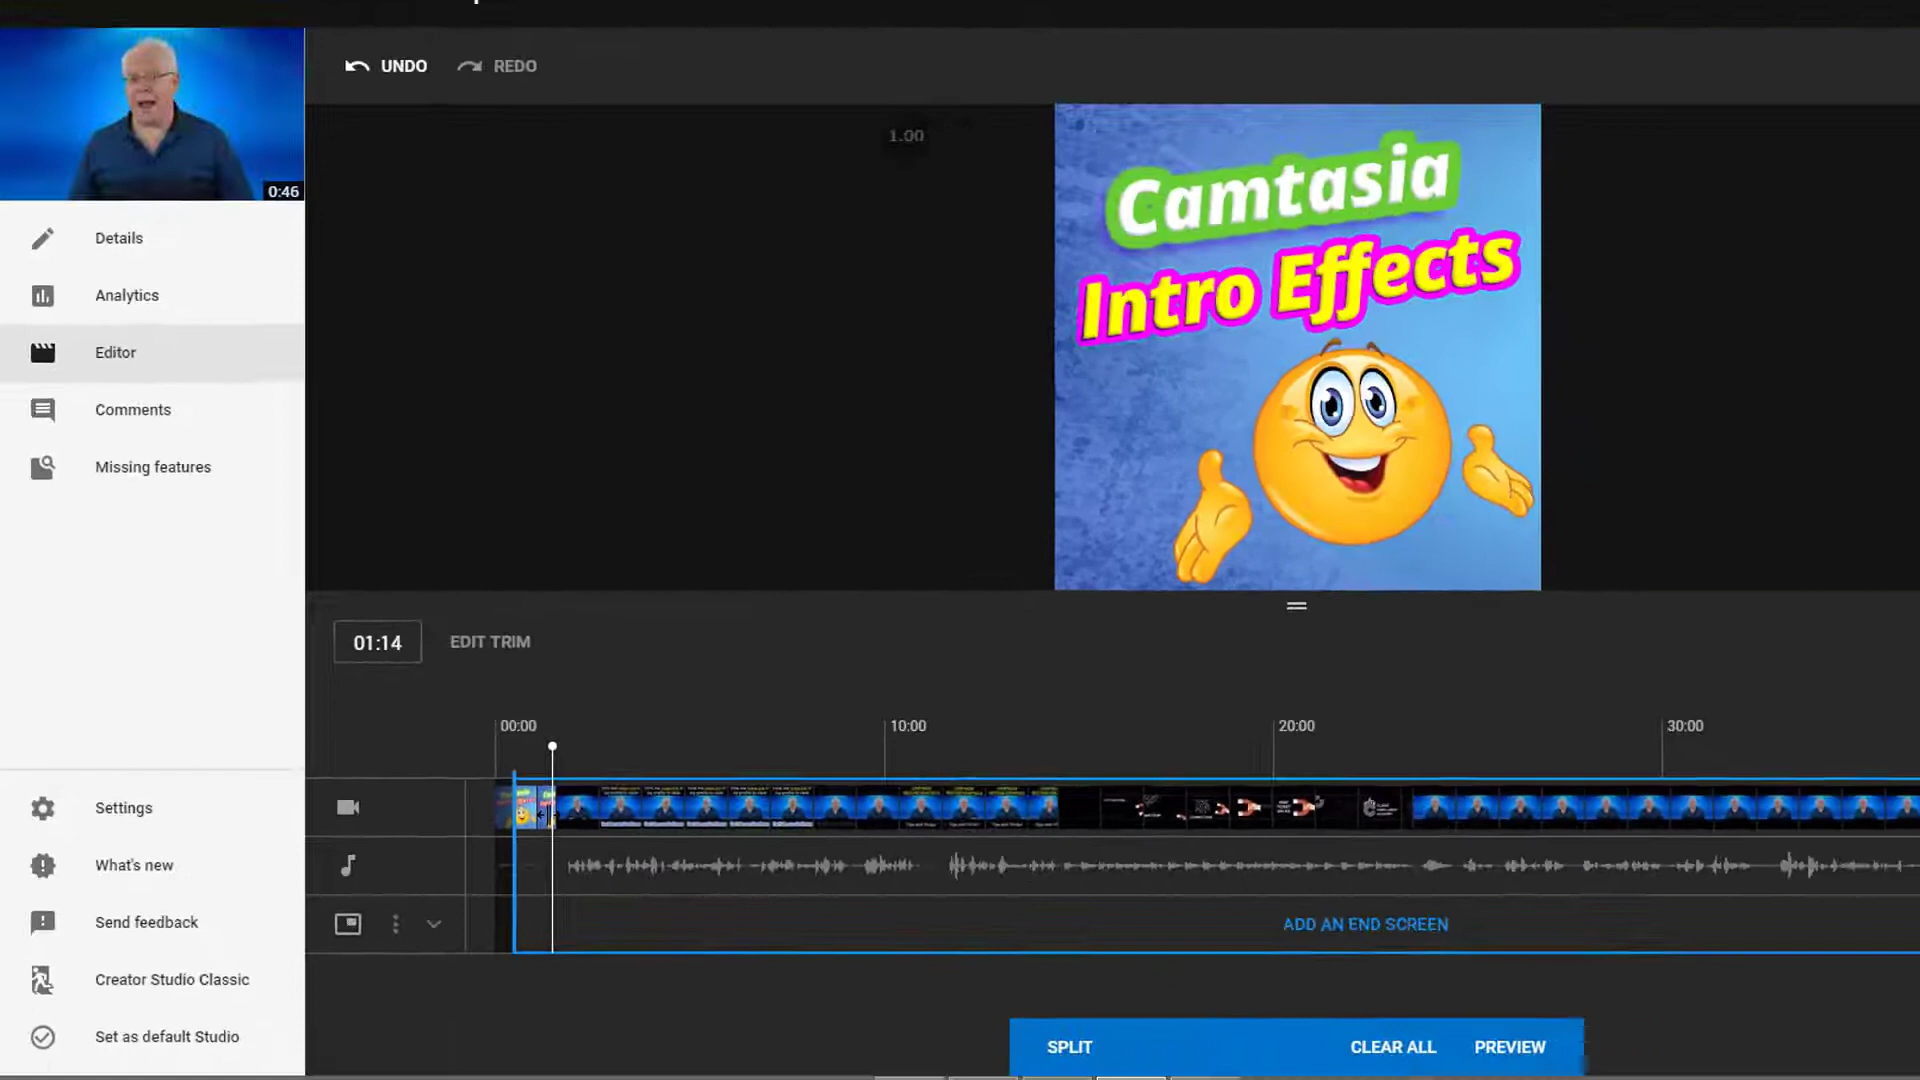 UNDO
REDO
0:46
Details
Analytics
Editor
Comments
Missing features
Settings
What's new
Send feedback
Creator Studio Classic
Set as default Studio
1.00
Camtasia
Intro Effects
01:14
EDIT TRIM
00:00
10:00
20:00
30:00
ADD AN END SCREEN
SPLIT
CLEAR ALL
PREVIEW